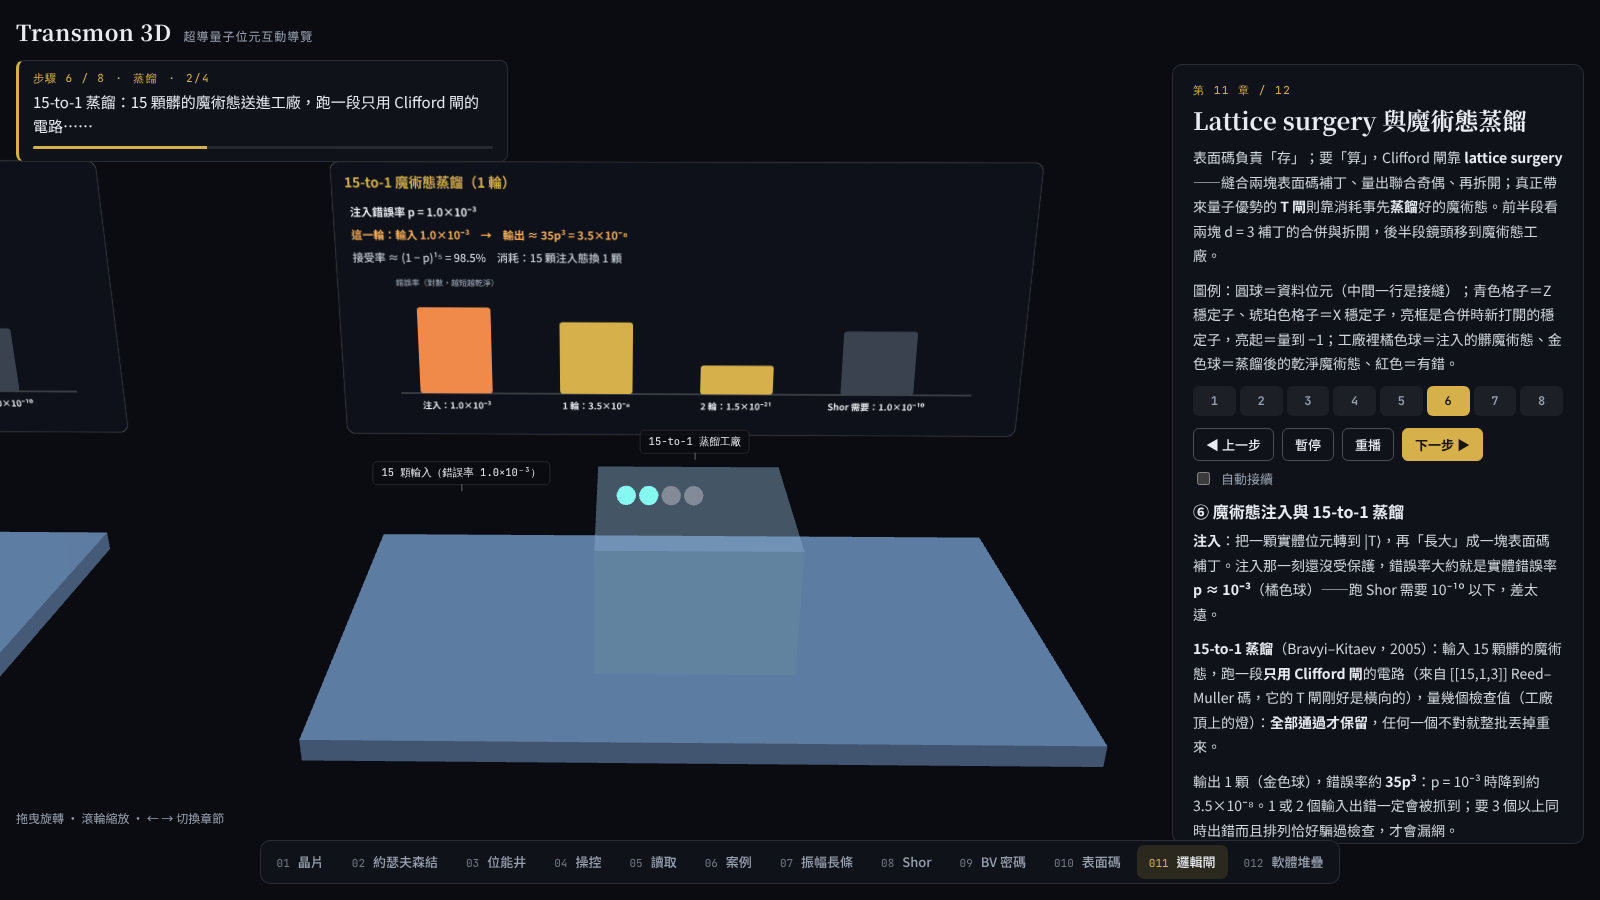 Transmon 3D 超導量子位元互動導覽
步驟 6 / 8 · 蒸餾 · 2/4
15-to-1 蒸餾：15 顆髒的魔術態送進工廠，跑一段只用 Clifford 閘的
電路……
15-to-1 魔術態蒸餾（1 輪）
注入錯誤率 p = 1.0×10⁻³
這一輪：輸入 1.0×10⁻³ → 輸出 ≈ 35p³ = 3.5×10⁻⁸
接受率 ≈ (1 − p)¹⁵ = 98.5% 消耗：15 顆注入態換 1 顆
錯誤率（對數，越短越乾淨）
注入：1.0×10⁻³
1 輪：3.5×10⁻⁸
2 輪：1.5×10⁻²¹
Shor 需要：1.0×10⁻¹⁰
0×10⁻¹⁰
15-to-1 蒸餾工廠
15 顆輸入（錯誤率 1.0×10⁻³）
第 11 章 / 12
Lattice surgery 與魔術態蒸餾
表面碼負責「存」；要「算」，Clifford 閘靠 lattice surgery
——縫合兩塊表面碼補丁、量出聯合奇偶、再拆開；真正帶
來量子優勢的 T 閘則靠消耗事先蒸餾好的魔術態。前半段看
兩塊 d = 3 補丁的合併與拆開，後半段鏡頭移到魔術態工
廠。
圖例：圓球＝資料位元（中間一行是接縫）；青色格子＝Z
穩定子、琥珀色格子＝X 穩定子，亮框是合併時新打開的穩
定子，亮起＝量到 −1；工廠裡橘色球＝注入的髒魔術態、金
色球＝蒸餾後的乾淨魔術態、紅色＝有錯。
1 2 3 4 5 6 7 8
◀ 上一步 暫停 重播 下一步 ▶
自動接續
⑥ 魔術態注入與 15-to-1 蒸餾
注入：把一顆實體位元轉到 |T⟩，再「長大」成一塊表面碼
補丁。注入那一刻還沒受保護，錯誤率大約就是實體錯誤率
p ≈ 10⁻³（橘色球）——跑 Shor 需要 10⁻¹⁰ 以下，差太
遠。
15-to-1 蒸餾（Bravyi–Kitaev，2005）：輸入 15 顆髒的魔術
態，跑一段只用 Clifford 閘的電路（來自 [[15,1,3]] Reed–
Muller 碼，它的 T 閘剛好是橫向的），量幾個檢查值（工廠
頂上的燈）：全部通過才保留，任何一個不對就整批丟掉重
來。
輸出 1 顆（金色球），錯誤率約 35p³：p = 10⁻³ 時降到約
3.5×10⁻⁸。1 或 2 個輸入出錯一定會被抓到；要 3 個以上同
時出錯而且排列恰好騙過檢查，才會漏網。
拖曳旋轉 · 滾輪縮放 · ←→ 切換章節
01 晶片 02 約瑟夫森結 03 位能井 04 操控 05 讀取 06 案例 07 振幅長條 08 Shor 09 BV 密碼 010 表面碼 011 邏輯閘 012 軟體堆疊